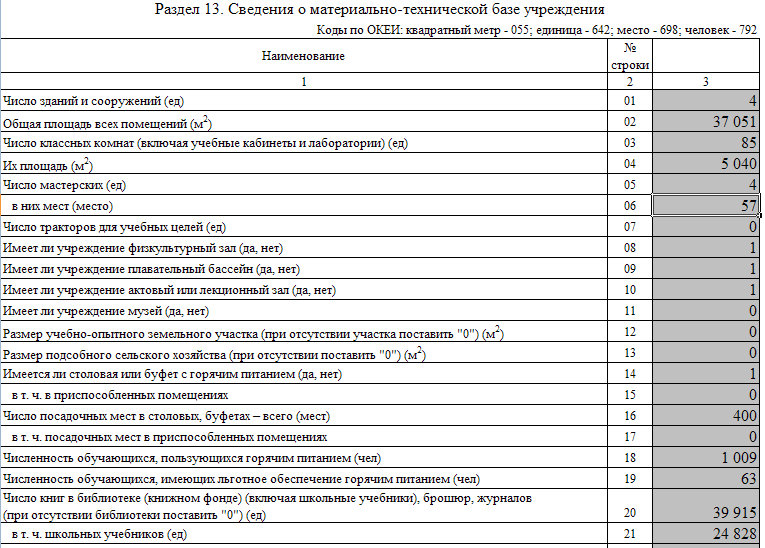 Раздел 13. Сведения о материально-технической базе учреждения
Коды по ОКЕИ: квадратный метр - 055; единица - 642; место - 698; человек - 792
Наименование № строки
1 2 3
Число зданий и сооружений (ед) 01 4
Общая площадь всех помещений (м2) 02 37 051
Число классных комнат (включая учебные кабинеты и лаборатории) (ед) 03 85
Их площадь (м2) 04 5 040
Число мастерских (ед) 05 4
в них мест (место) 06 57
Число тракторов для учебных целей (ед) 07 0
Имеет ли учреждение физкультурный зал (да, нет) 08 1
Имеет ли учреждение плавательный бассейн (да, нет) 09 1
Имеет ли учреждение актовый или лекционный зал (да, нет) 10 1
Имеет ли учреждение музей (да, нет) 11 0
Размер учебно-опытного земельного участка (при отсутствии участка поставить "0") (м2) 12 0
Размер подсобного сельского хозяйства (при отсутствии поставить "0") (м2) 13 0
Имеется ли столовая или буфет с горячим питанием (да, нет) 14 1
в т. ч. в приспособленных помещениях 15 0
Число посадочных мест в столовых, буфетах – всего (мест) 16 400
в т. ч. посадочных мест в приспособленных помещениях 17 0
Численность обучающихся, пользующихся горячим питанием (чел) 18 1 009
Численность обучающихся, имеющих льготное обеспечение горячим питанием (чел) 19 63
Число книг в библиотеке (книжном фонде) (включая школьные учебники), брошюр, журналов
(при отсутствии библиотеки поставить "0") (ед) 20 39 915
в т. ч. школьных учебников (ед) 21 24 828